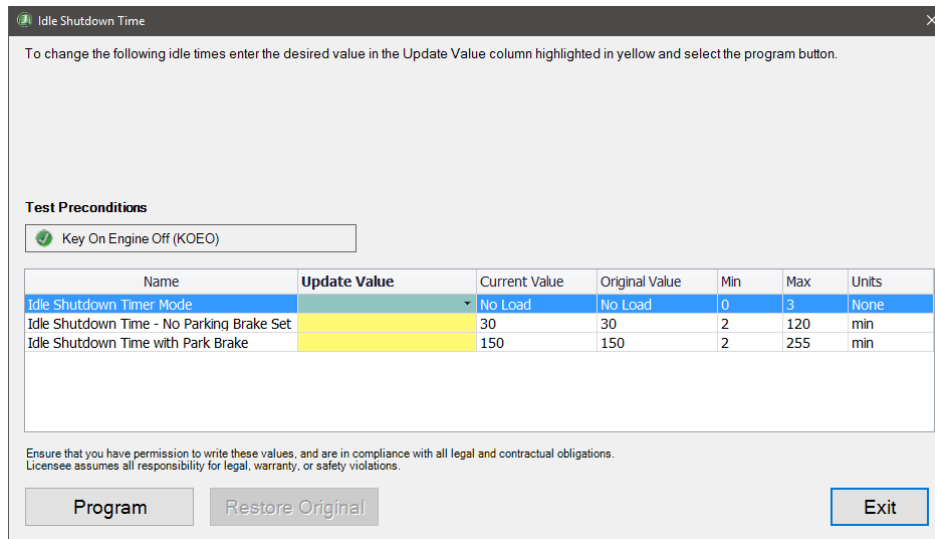 Idle Shutdown Time
To change the following idle times enter the desired value in the Update Value column highlighted in yellow and select the program button.
Test Preconditions
Key On Engine Off (KOEO)
Name Update Value Current Value Original Value Min Max Units
Idle Shutdown Timer Mode No Load No Load 0 3 None
Idle Shutdown Time - No Parking Brake Set 30 30 2 120 min
Idle Shutdown Time with Park Brake 150 150 2 255 min
Ensure that you have permission to write these values, and are in compliance with all legal and contractual obligations.
Licensee assumes all responsibility for legal, warranty, or safety violations.
Program Restore Original Exit